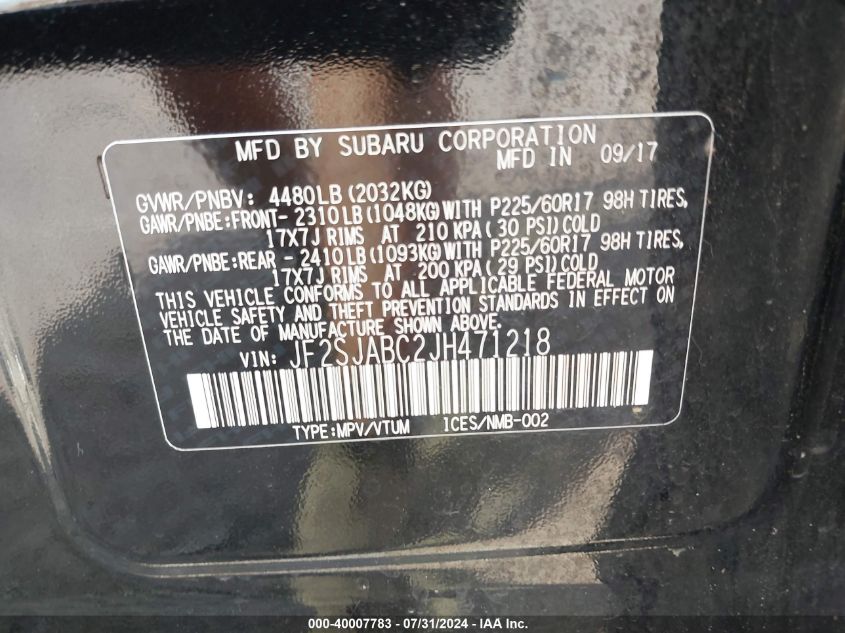 MFD BY SUBARU CORPORATION
MFD IN 09/17
GVWR/PNBV: 4480LB(2032KG)
GAWR/PNBE:FRONT- 2310LB(1048KG)WITH P225/60R17 98H TIRES,
17X7J RIMS AT 210 KPA( 30 PSI)COLD
GAWR/PNBE:REAR - 2410LB(1093KG)WITH P225/60R17 98H TIRES,
17X7J RIMS AT 200 KPA( 29 PSI)COLD
THIS VEHICLE CONFORMS TO ALL APPLICABLE FEDERAL MOTOR
VEHICLE SAFETY AND THEFT PREVENTION STANDARDS IN EFFECT ON
THE DATE OF MANUFACTURE SHOWN ABOVE.
VIN: JF2SJABC2JH471218
TYPE:MPV/VTUM ICES/NMB-002
000-40007783 - 07/31/2024 - IAA, Inc.